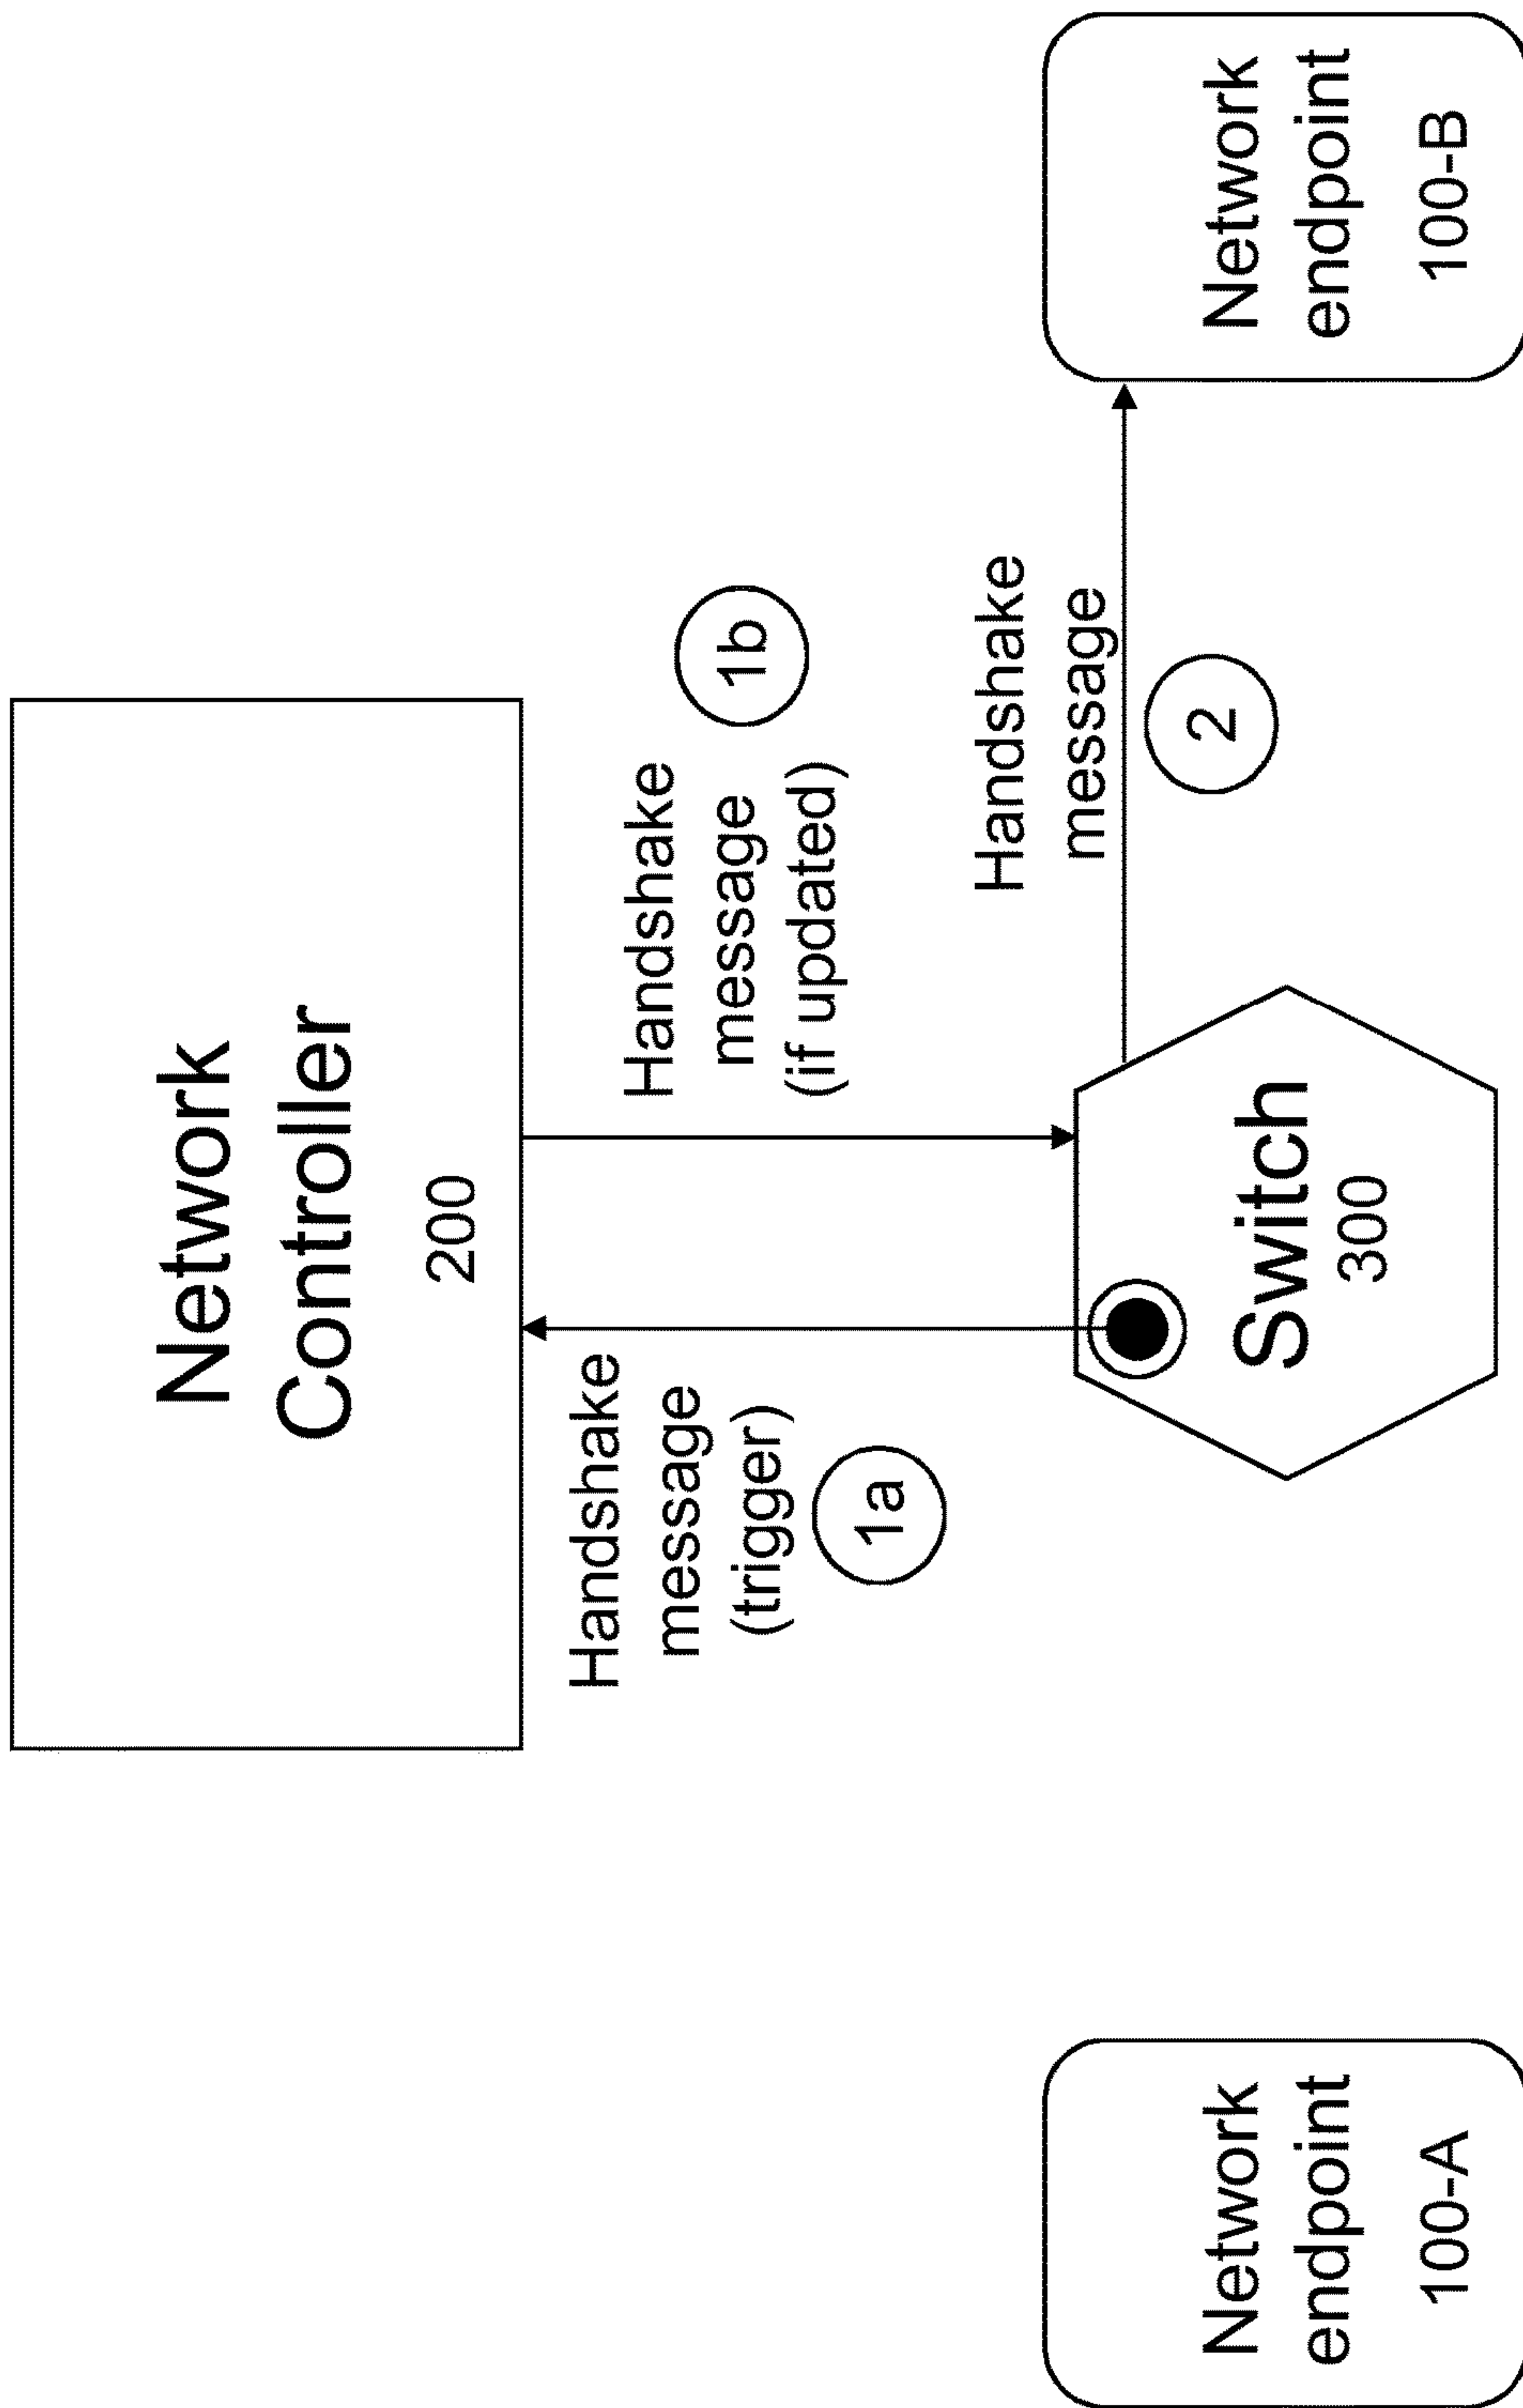 Network
Controller
200
Handshake
message
(trigger)
1a
Handshake
message
(if updated)
1b
Handshake
message
2
Network
endpoint
100-A
Switch
300
Network
endpoint
100-B